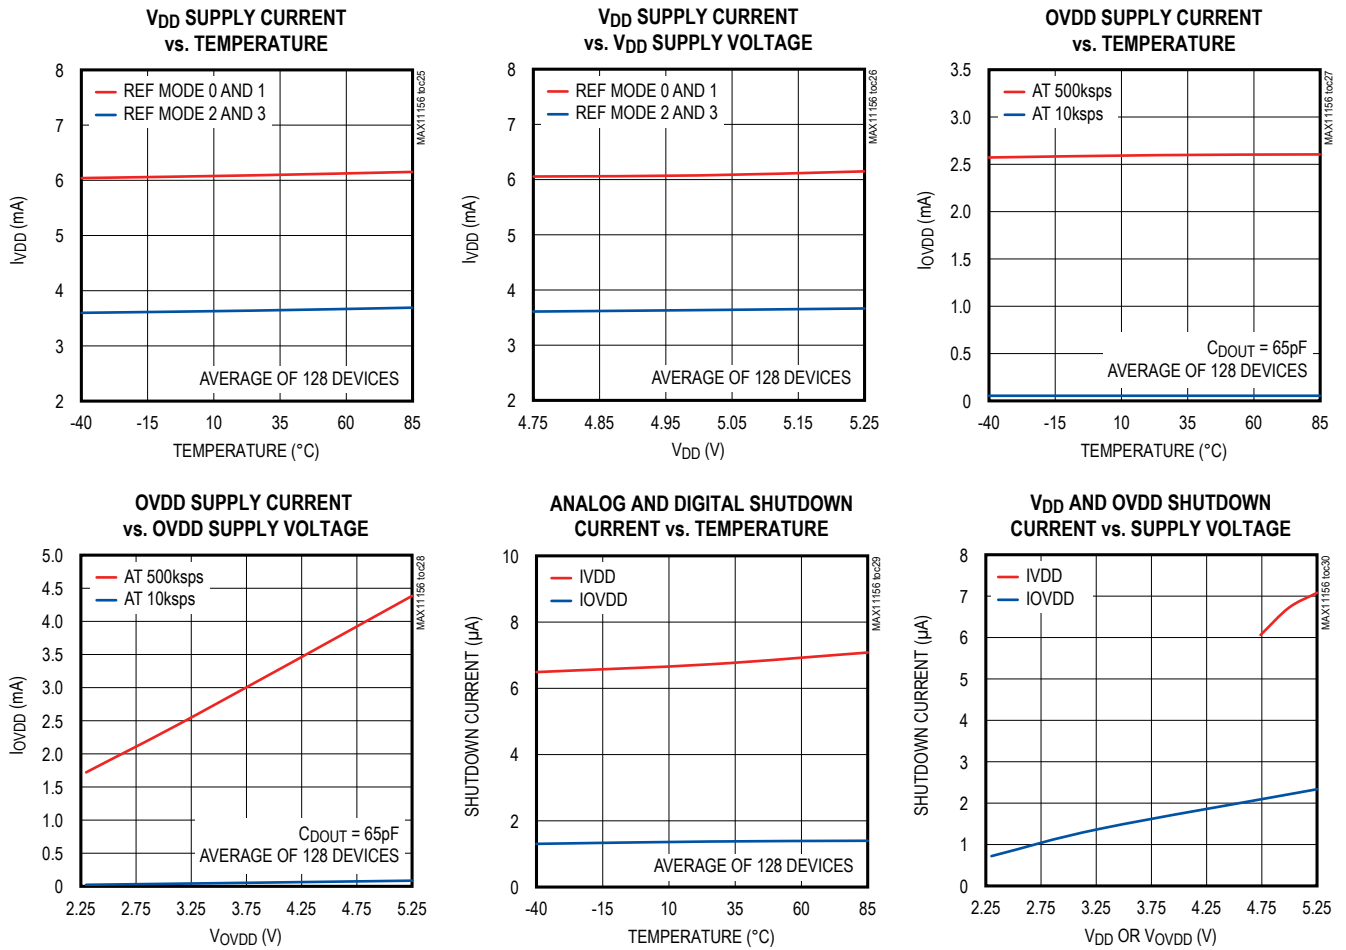 VDD SUPPLY CURRENT
vs. TEMPERATURE
8
7
6
5
4
3
2
IVDD (mA)
REF MODE 0 AND 1
REF MODE 2 AND 3
MAX11156 toc25
AVERAGE OF 128 DEVICES
-40 -15 10 35 60 85
TEMPERATURE (°C)
VDD SUPPLY CURRENT
vs. VDD SUPPLY VOLTAGE
8
7
6
5
4
3
2
IVDD (mA)
REF MODE 0 AND 1
REF MODE 2 AND 3
MAX11156 toc26
AVERAGE OF 128 DEVICES
4.75 4.85 4.95 5.05 5.15 5.25
VDD (V)
OVDD SUPPLY CURRENT
vs. TEMPERATURE
3.5
3.0
2.5
2.0
1.5
1.0
0.5
0
IOVDD (mA)
AT 500ksps
AT 10ksps
MAX11156 toc27
CDOUT = 65pF
AVERAGE OF 128 DEVICES
-40 -15 10 35 60 85
TEMPERATURE (°C)
OVDD SUPPLY CURRENT
vs. OVDD SUPPLY VOLTAGE
5.0
4.5
4.0
3.5
3.0
2.5
2.0
1.5
1.0
0.5
0
IOVDD (mA)
AT 500ksps
AT 10ksps
MAX11156 toc28
CDOUT = 65pF
AVERAGE OF 128 DEVICES
2.25 2.75 3.25 3.75 4.25 4.75 5.25
VOVDD (V)
ANALOG AND DIGITAL SHUTDOWN
CURRENT vs. TEMPERATURE
10
8
6
4
2
0
SHUTDOWN CURRENT (µA)
IVDD
IOVDD
MAX11156 toc29
AVERAGE OF 128 DEVICES
-40 -15 10 35 60 85
TEMPERATURE (°C)
VDD AND OVDD SHUTDOWN
CURRENT vs. SUPPLY VOLTAGE
8
7
6
5
4
3
2
1
0
SHUTDOWN CURRENT (µA)
IVDD
IOVDD
MAX11156 toc30
2.25 2.75 3.25 3.75 4.25 4.75 5.25
VDD OR VOVDD (V)